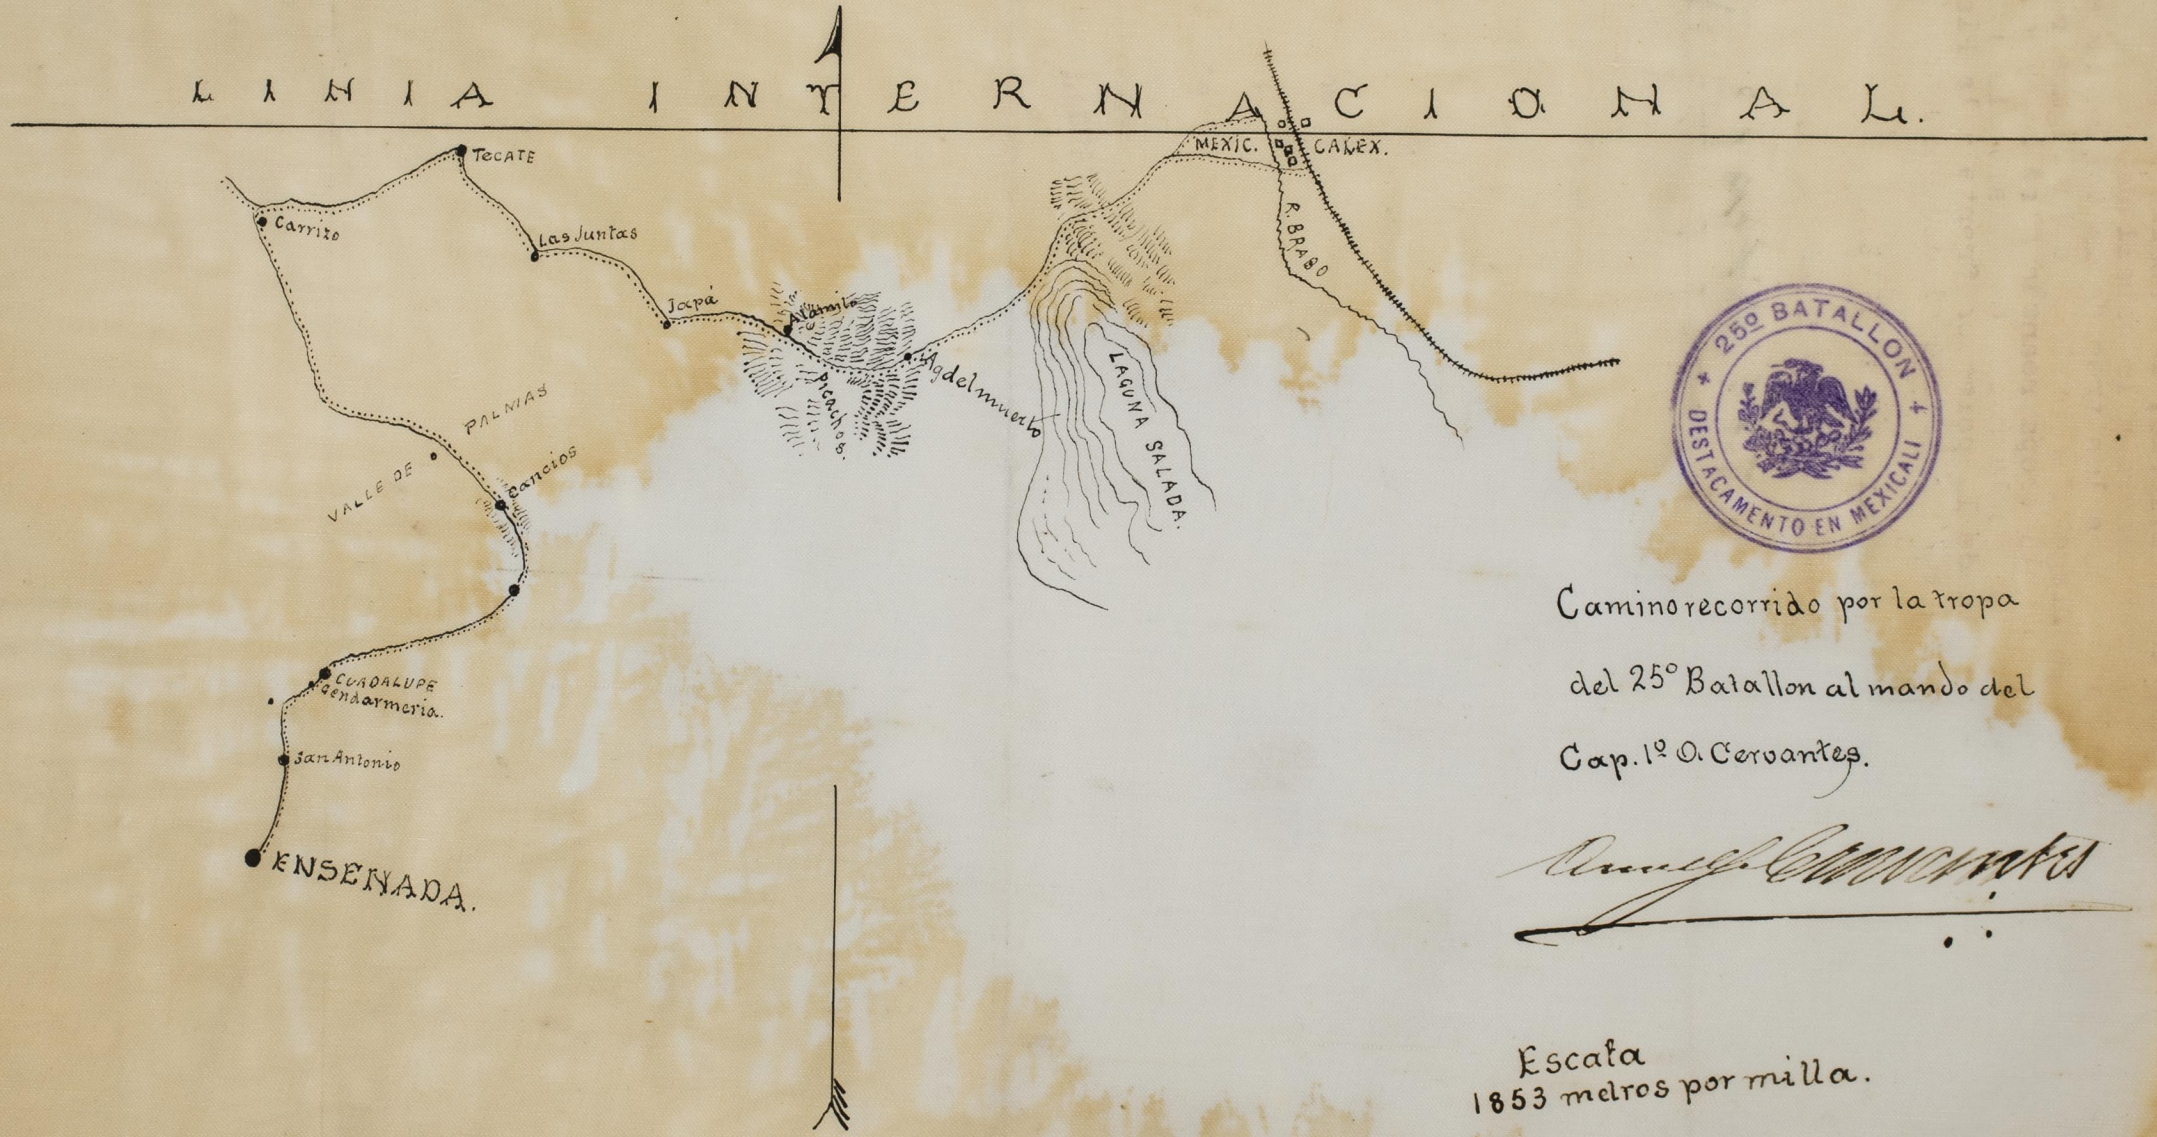 LINIA INTERNACIONAL.
TECATE
MEXIC.
CALEX.
Carrizo
Las Juntas
R. BRABO
Japá
Alamito
Agdelmuerto
Picachos.
LAGUNA SALADA.
VALLE DE PALMAS
Cancios
GUADALUPE
Gendarmeria.
San Antonio
ENSENADA.
25º BATALLON
DESTACAMENTO EN MEXICALI
Camino recorrido por la tropa
del 25º Batallon al mando del
Cap. 1º O. Cervantes.
Cervantes
Escala
1853 metros por milla.